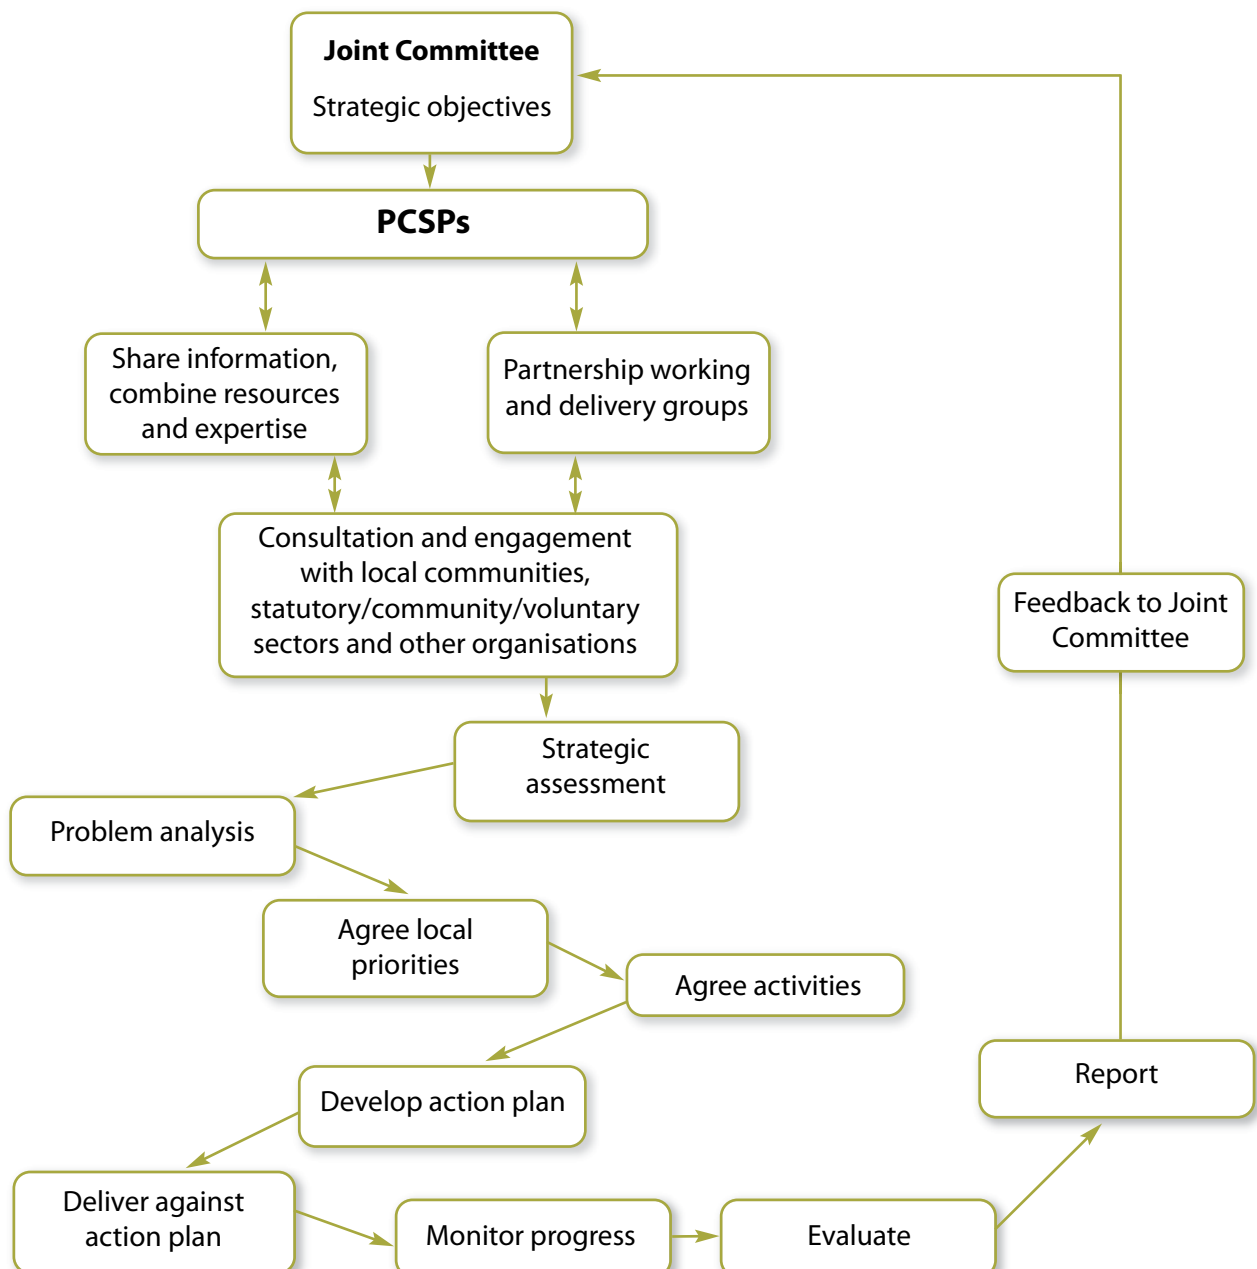 Joint Committee
Strategic objectives
PCSPs
Share information,
combine resources
and expertise
Partnership working
and delivery groups
Consultation and engagement
with local communities,
statutory/community/voluntary
sectors and other organisations
Feedback to Joint
Committee
Strategic
assessment
Problem analysis
Agree local
priorities
Agree activities
Develop action plan
Report
Deliver against
action plan
Monitor progress
Evaluate